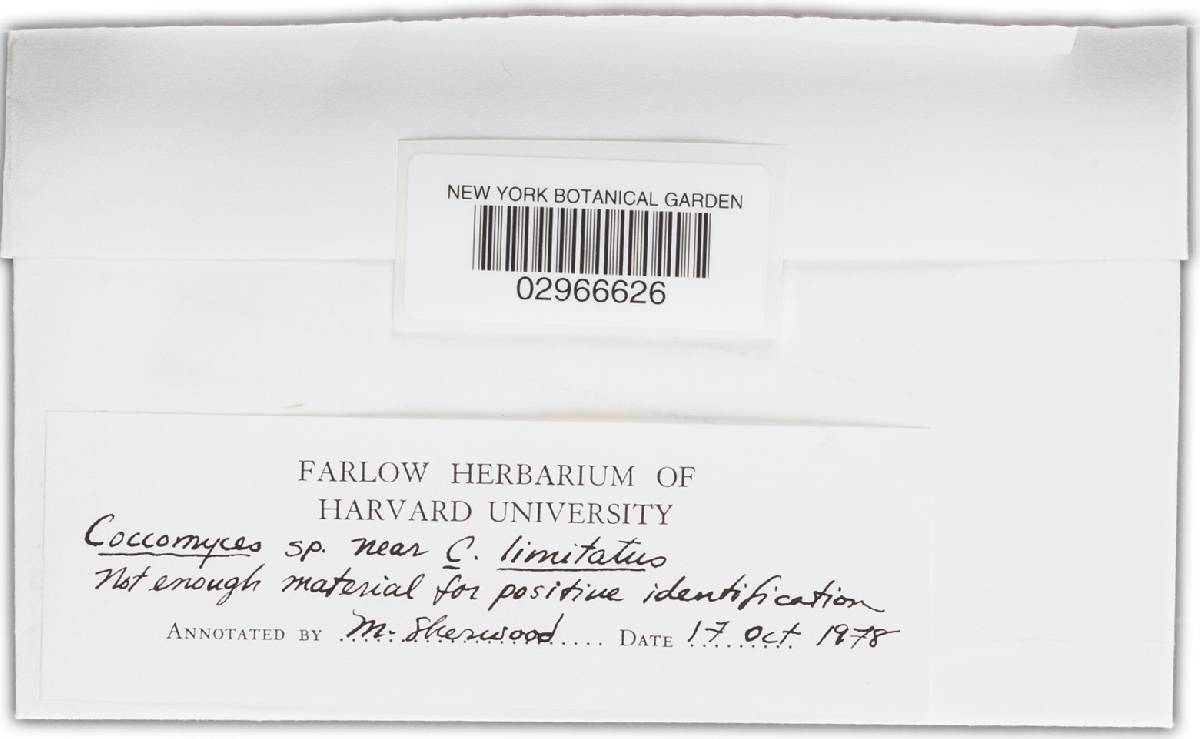 NEW YORK BOTANICAL GARDEN
02966626
FARLOW HERBARIUM OF
HARVARD UNIVERSITY
Coccomyces sp. near C. limitatus
Not enough material for positive identification
ANNOTATED BY M. Sherwood.... DATE 17 Oct 1978